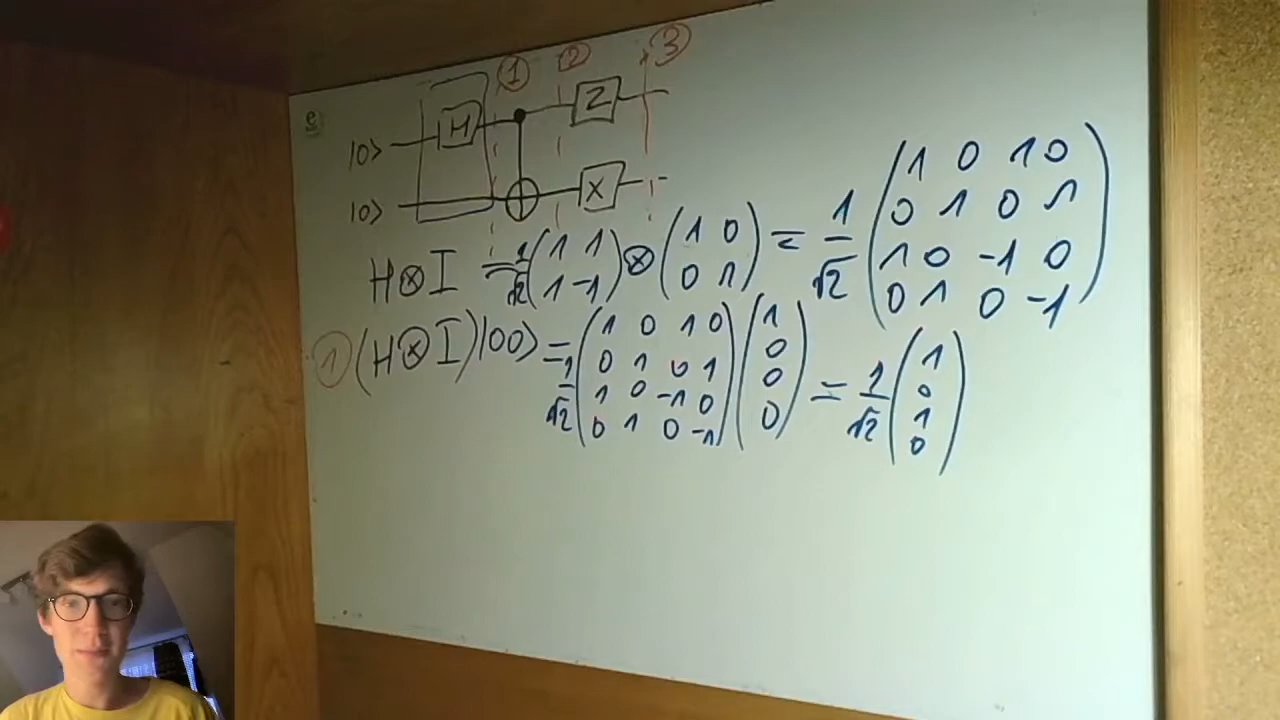 ① ② ③
|0⟩ H Z
|0⟩ X
H⊗I = 1/√2 (1 1; 1 -1) ⊗ (1 0; 0 1) = 1/√2 (1 0 1 0; 0 1 0 1; 1 0 -1 0; 0 1 0 -1)
① (H⊗I)|00⟩ = 1/√2 (1 0 1 0; 0 1 0 1; 1 0 -1 0; 0 1 0 -1) (1; 0; 0; 0) = 1/√2 (1; 0; 1; 0)